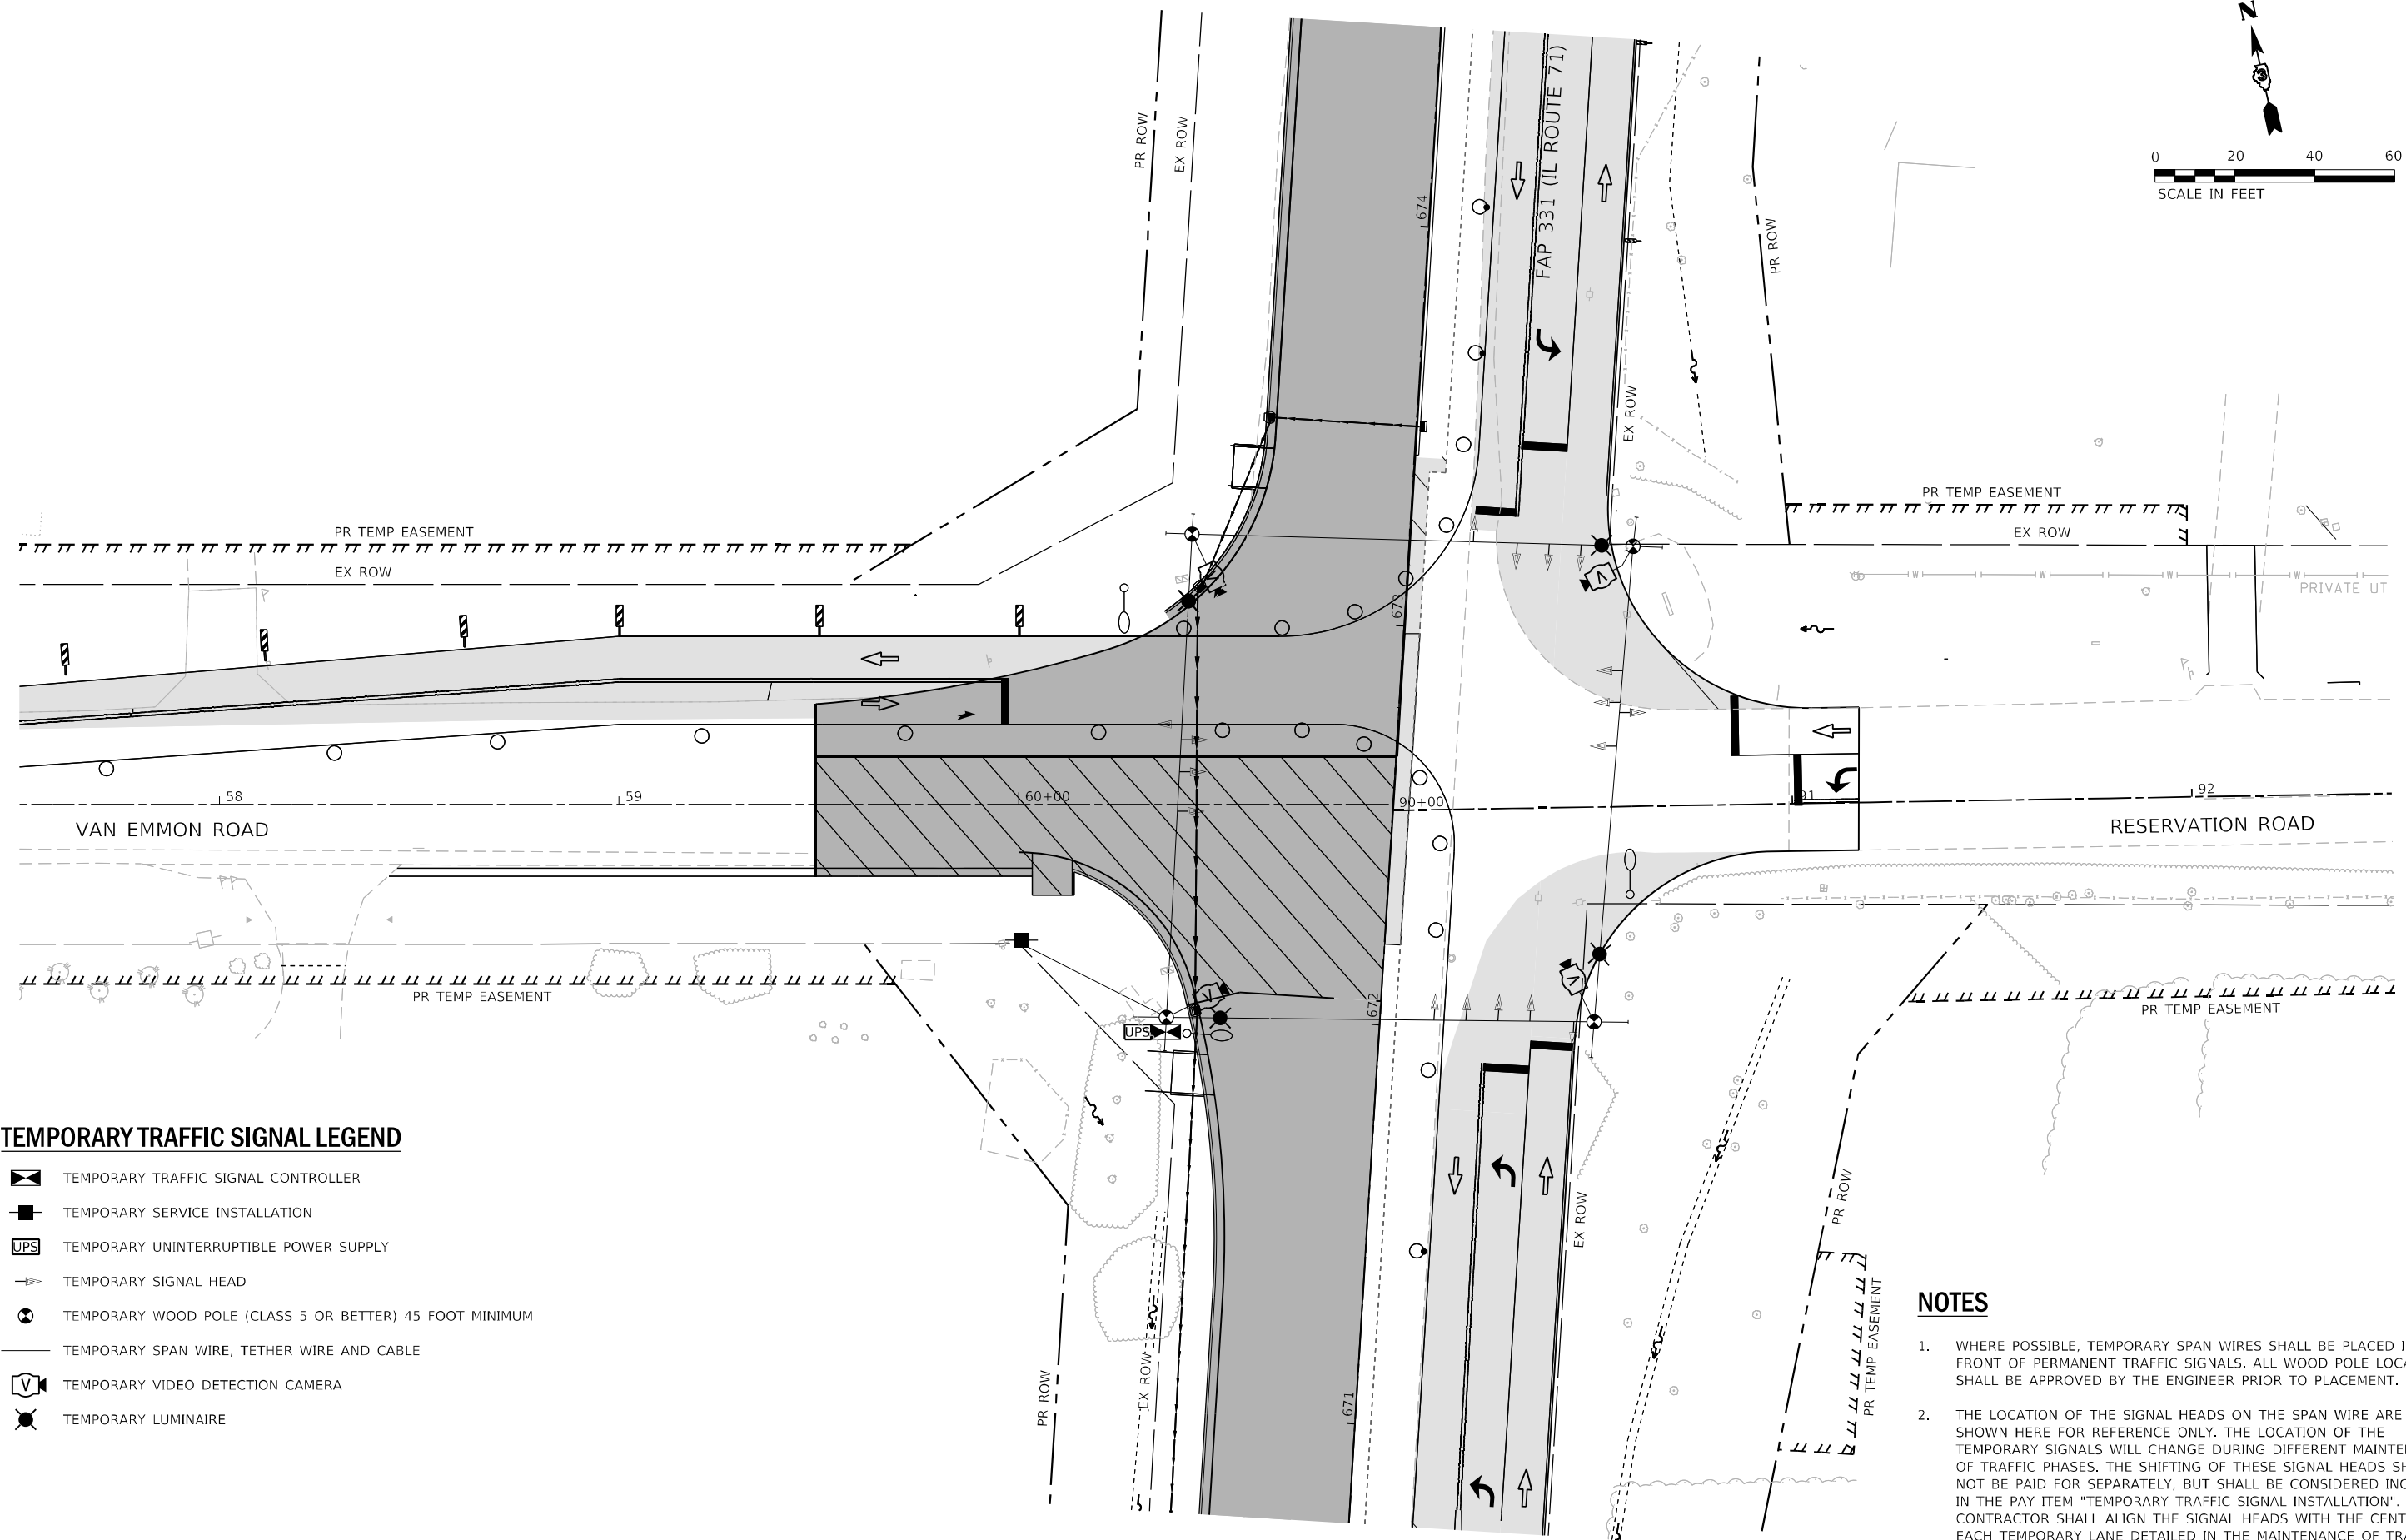 N
0 20 40 60
SCALE IN FEET
PR ROW
EX ROW
FAP 331 (IL ROUTE 71)
674
PR ROW
EX ROW
PR TEMP EASEMENT
EX ROW
PR TEMP EASEMENT
EX ROW
W W W W
PRIVATE UT
V
V
673
58
59
60+00
90+00
91
92
VAN EMMON ROAD
RESERVATION ROAD
PR TEMP EASEMENT
V
V
UPS
672
PR TEMP EASEMENT
TEMPORARY TRAFFIC SIGNAL LEGEND
TEMPORARY TRAFFIC SIGNAL CONTROLLER
TEMPORARY SERVICE INSTALLATION
UPS TEMPORARY UNINTERRUPTIBLE POWER SUPPLY
TEMPORARY SIGNAL HEAD
TEMPORARY WOOD POLE (CLASS 5 OR BETTER) 45 FOOT MINIMUM
TEMPORARY SPAN WIRE, TETHER WIRE AND CABLE
V TEMPORARY VIDEO DETECTION CAMERA
TEMPORARY LUMINAIRE
PR ROW
EX ROW
671
EX ROW
PR ROW
PR TEMP EASEMENT
NOTES
1. WHERE POSSIBLE, TEMPORARY SPAN WIRES SHALL BE PLACED
FRONT OF PERMANENT TRAFFIC SIGNALS. ALL WOOD POLE
SHALL BE APPROVED BY THE ENGINEER PRIOR TO PLACEMENT.
2. THE LOCATION OF THE SIGNAL HEADS ON THE SPAN WIRE ARE
SHOWN HERE FOR REFERENCE ONLY. THE LOCATION OF THE
TEMPORARY SIGNALS WILL CHANGE DURING DIFFERENT
OF TRAFFIC PHASES. THE SHIFTING OF THESE SIGNAL HEADS
NOT BE PAID FOR SEPARATELY, BUT SHALL BE CONSIDERED
IN THE PAY ITEM "TEMPORARY TRAFFIC SIGNAL INSTALLATION".
CONTRACTOR SHALL ALIGN THE SIGNAL HEADS WITH THE
EACH TEMPORARY LANE DETAILED IN THE MAINTENANCE OF